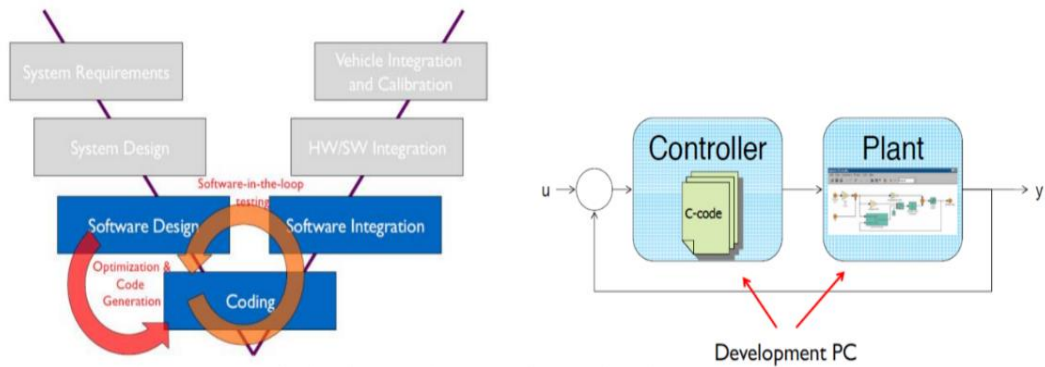 System Requirements
Vehicle Integration
and Calibration
System Design
HW/SW Integration
Software-in-the-loop
testing
Software Design
Software Integration
Optimization &
Code
Generation
Coding
Controller
Plant
u
C-code
y
Development PC